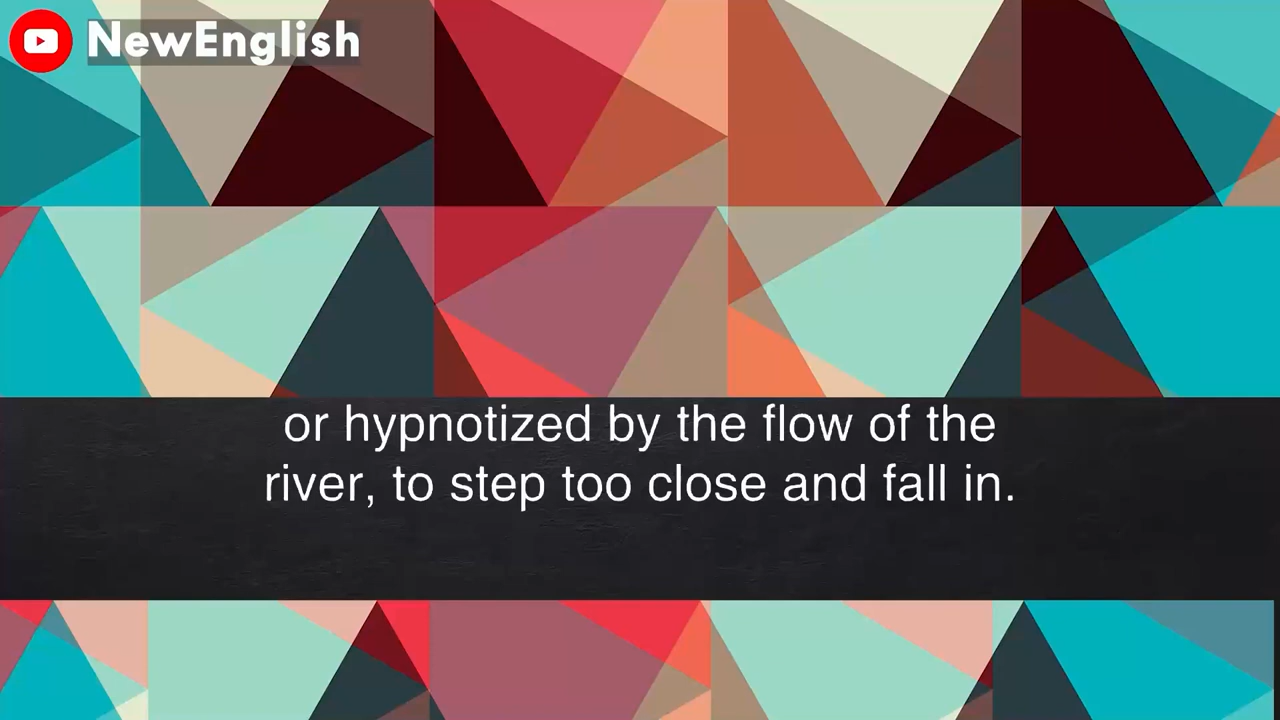 NewEnglish
or hypnotized by the flow of the
river, to step too close and fall in.